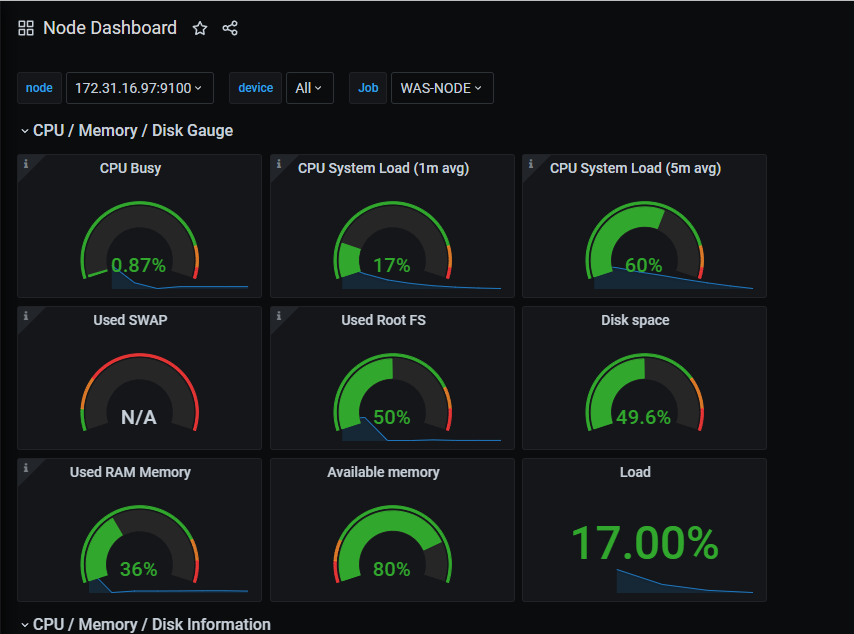 Node Dashboard
node 172.31.16.97:9100 device All Job WAS-NODE
CPU / Memory / Disk Gauge
CPU Busy CPU System Load (1m avg) CPU System Load (5m avg)
0.87% 17% 60%
Used SWAP Used Root FS Disk space
N/A 50% 49.6%
Used RAM Memory Available memory Load
36% 80% 17.00%
CPU / Memory / Disk Information